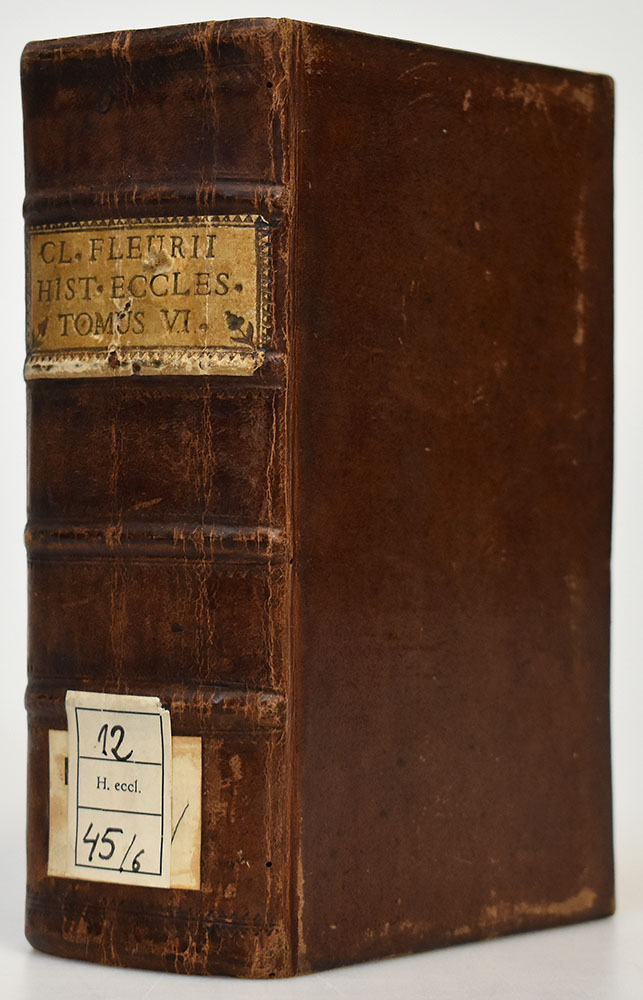 CL. FLEURII
HIST. ECCLES.
TOMUS VI.
12
H. eccl.
45/6